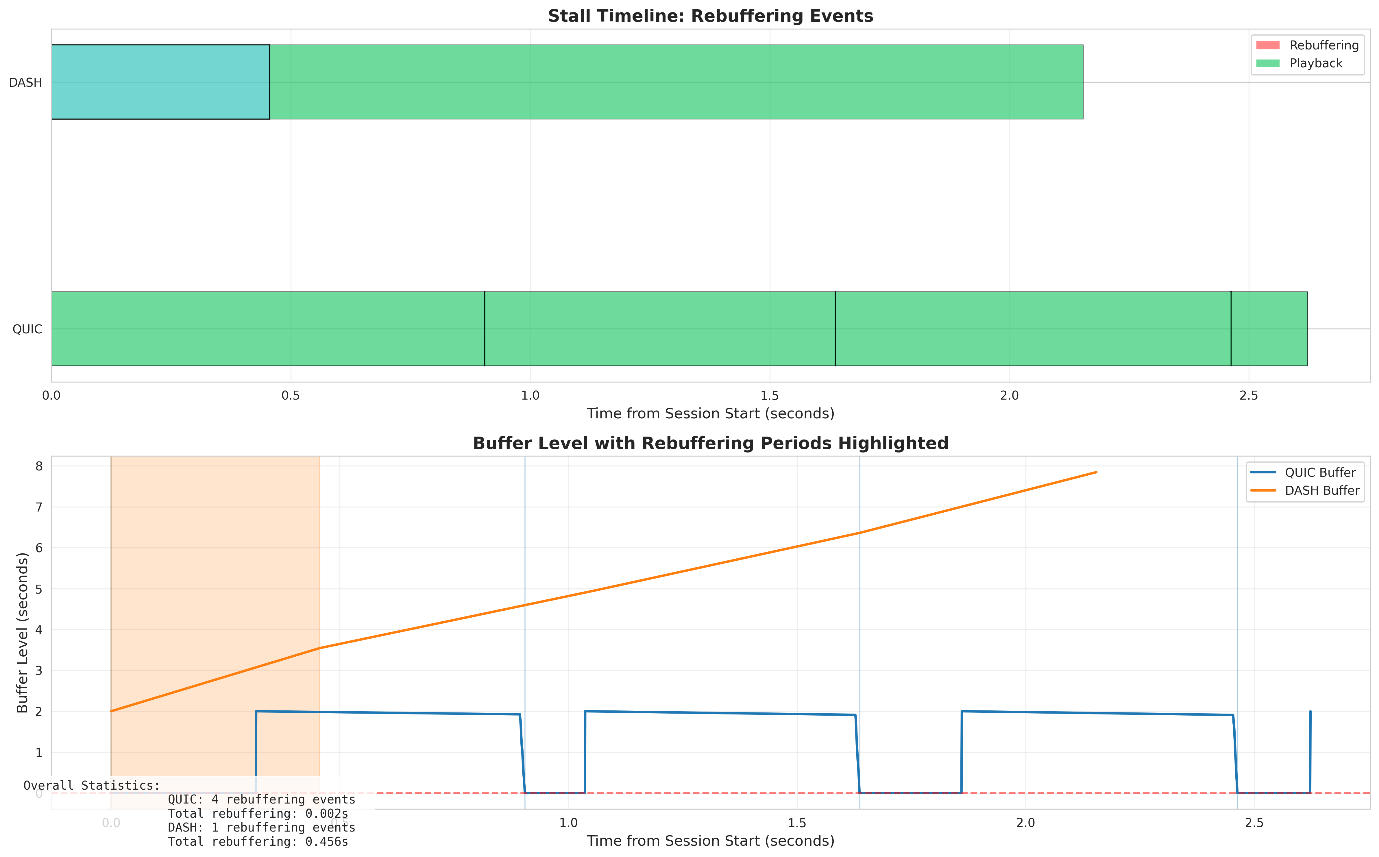 Stall Timeline: Rebuffering Events
Rebuffering
Playback
DASH
QUIC
0.0 0.5 1.0 1.5 2.0 2.5
Time from Session Start (seconds)
Buffer Level with Rebuffering Periods Highlighted
QUIC Buffer
DASH Buffer
Buffer Level (seconds)
8
7
6
5
4
3
2
1
0
Overall Statistics:
QUIC: 4 rebuffering events
Total rebuffering: 0.002s
DASH: 1 rebuffering events
Total rebuffering: 0.456s
0.0 1.0 1.5 2.0 2.5
Time from Session Start (seconds)